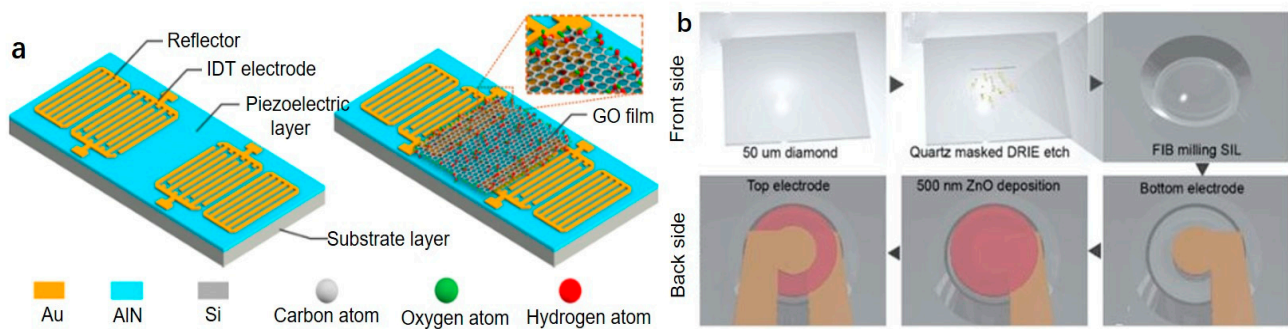 a
Reflector
IDT electrode
Piezoelectric
layer
GO film
Substrate layer
Au
AlN
Si
Carbon atom
Oxygen atom
Hydrogen atom
b
Front side
50 um diamond
Quartz masked DRIE etch
FIB milling SIL
Back side
Top electrode
500 nm ZnO deposition
Bottom electrode